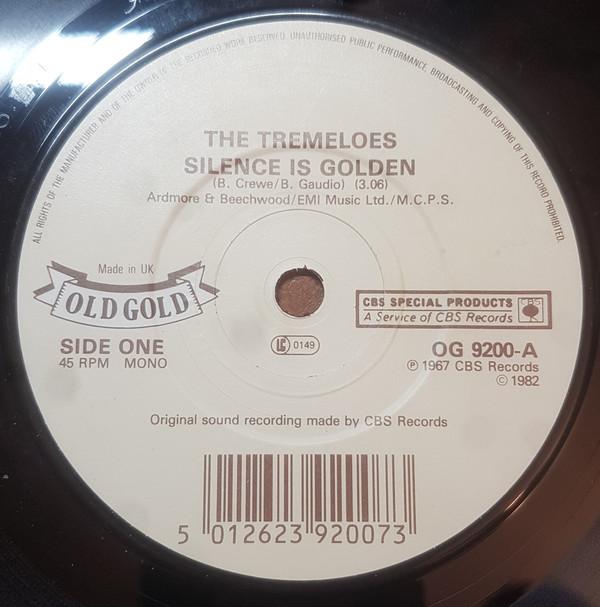 ALL RIGHTS OF THE MANUFACTURER AND OF THE OWNER OF THE RECORDED WORK RESERVED. UNAUTHORISED PUBLIC PERFORMANCE, BROADCASTING AND COPYING OF THIS RECORD PROHIBITED.
THE TREMELOES
SILENCE IS GOLDEN
(B. Crewe/B. Gaudio) (3.06)
Ardmore & Beechwood/EMI Music Ltd./M.C.P.S.
Made in UK
OLD GOLD
SIDE ONE
45 RPM MONO
LC 0149
CBS SPECIAL PRODUCTS
A Service of CBS Records
CBS
OG 9200-A
℗ 1967 CBS Records
© 1982
Original sound recording made by CBS Records
5 012623 920073